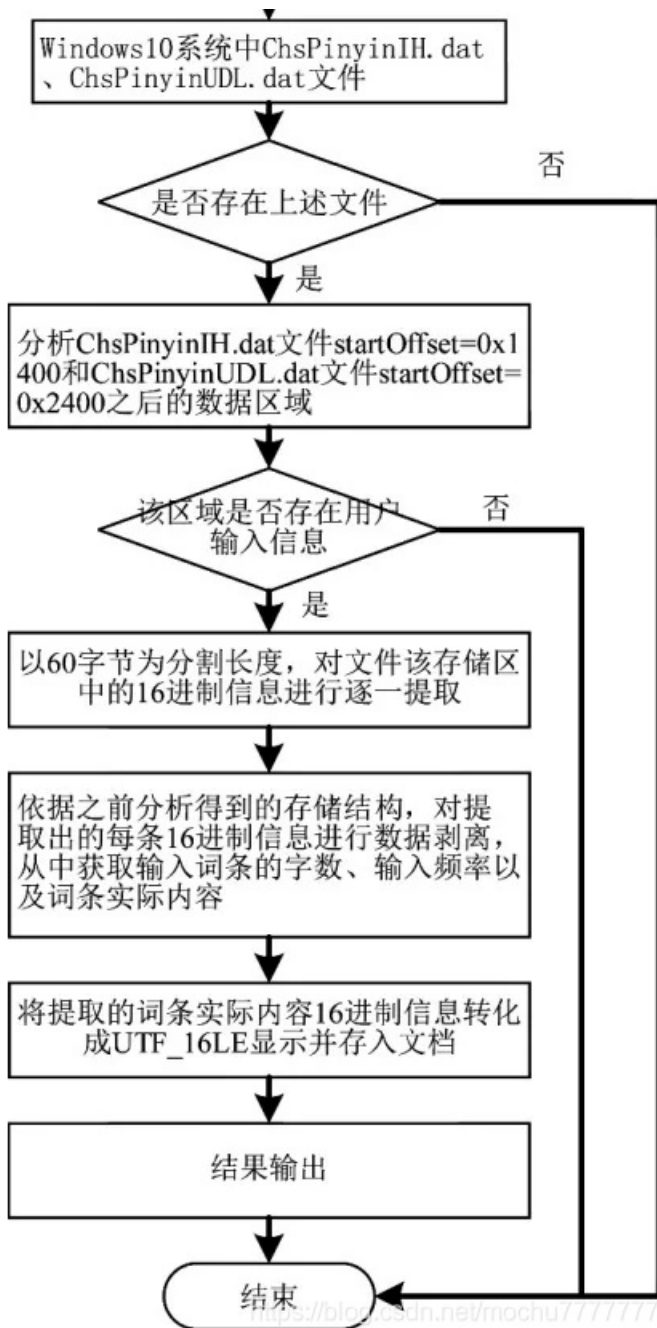 Windows10系统中ChsPinyinIH.dat
、ChsPinyinUDL.dat文件
否
是否存在上述文件
是
分析ChsPinyinIH.dat文件startOffset=0x1
400和ChsPinyinUDL.dat文件startOffset=
0x2400之后的数据区域
该区域是否存在用户
否
输入信息
是
以60字节为分割长度，对文件该存储区
中的16进制信息进行逐一提取
依据之前分析得到的存储结构，对提
取出的每条16进制信息进行数据剥离，
从中获取输入词条的字数、输入频率以
及词条实际内容
将提取的词条实际内容16进制信息转化
成UTF_16LE显示并存入文档
结果输出
结束
https://blog.csdn.net/mochu7777777